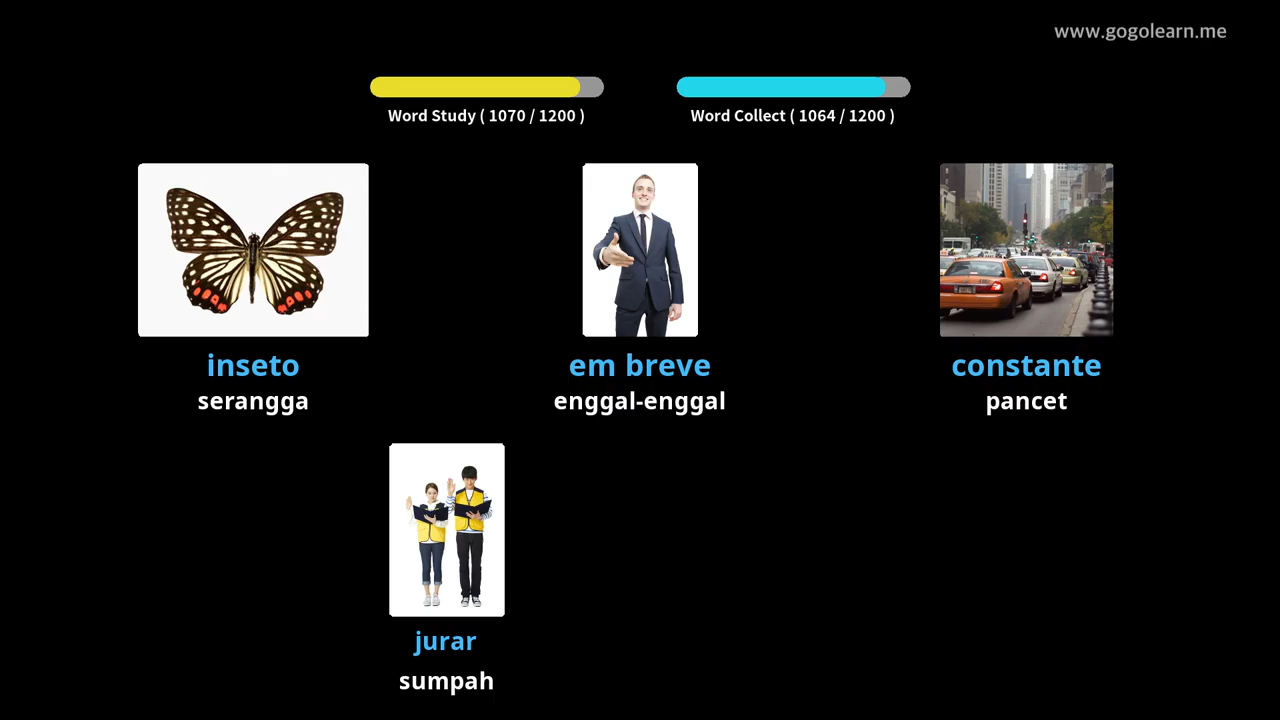 www.gogolearn.me
Word Study ( 1070 / 1200 )
Word Collect ( 1064 / 1200 )
inseto
serangga
em breve
enggal-enggal
constante
pancet
jurar
sumpah